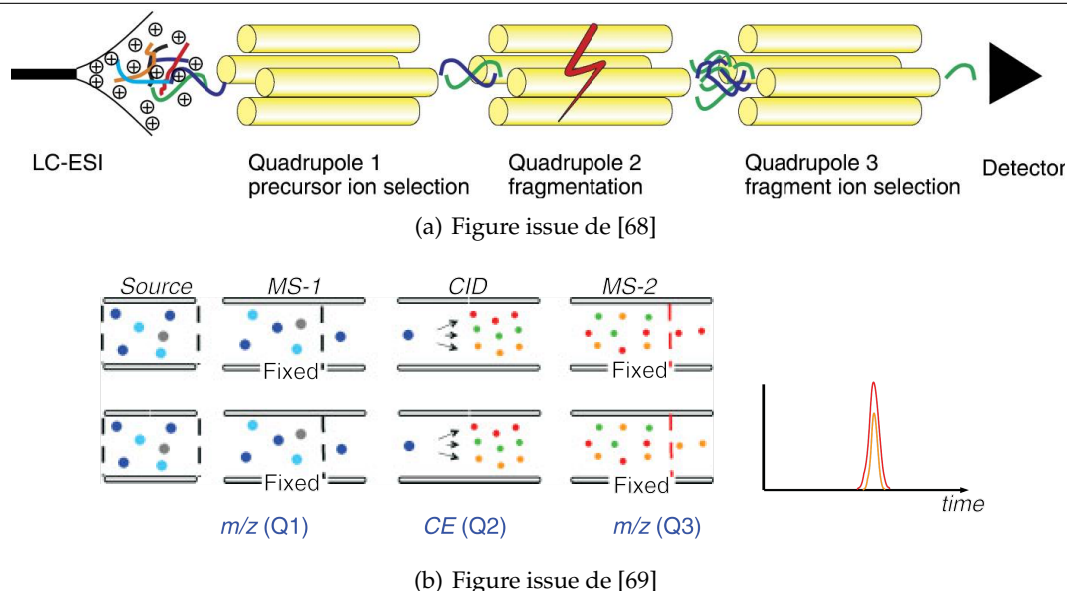 LC-ESI
Quadrupole 1
precursor ion selection
Quadrupole 2
fragmentation
Quadrupole 3
fragment ion selection
Detector
(a) Figure issue de [68]
Source MS-1 CID MS-2
Fixed Fixed
Fixed Fixed
time
m/z (Q1) CE (Q2) m/z (Q3)
(b) Figure issue de [69]